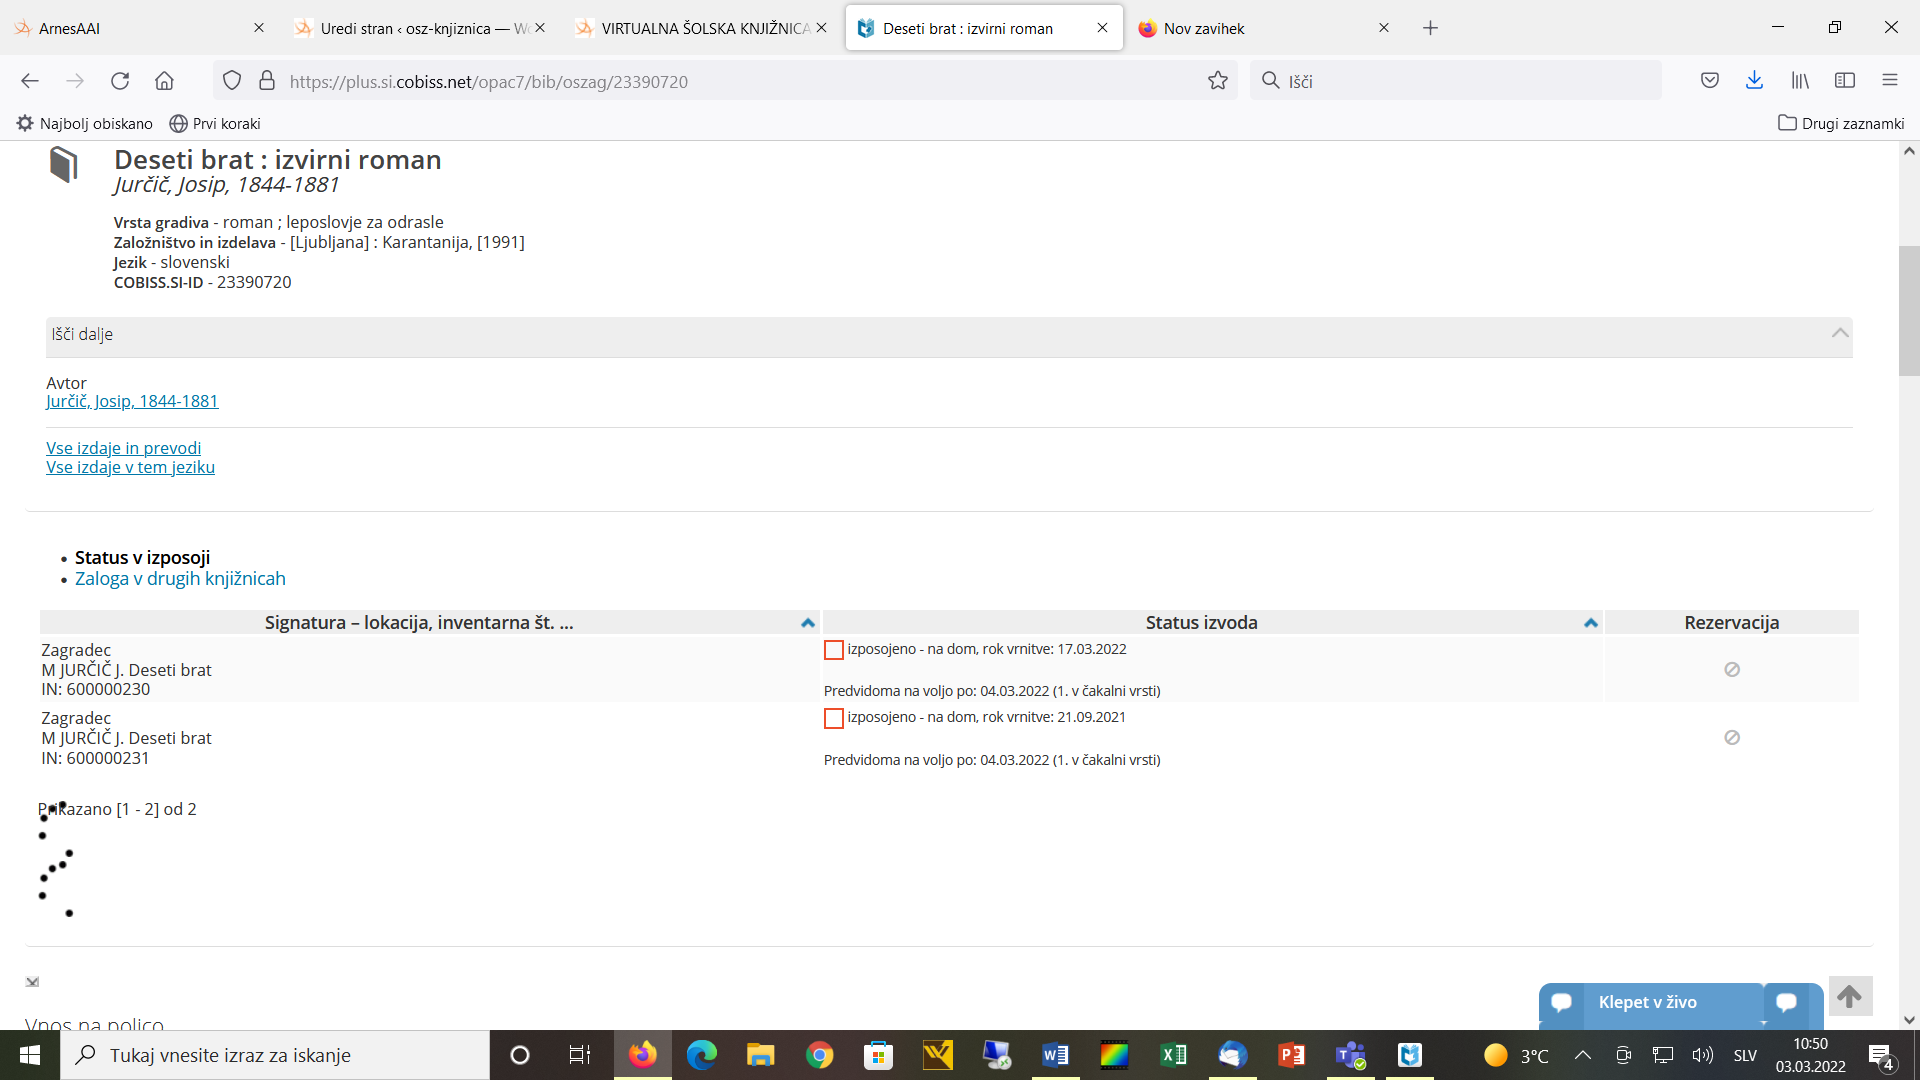 ArnesAAI
Uredi stran ‹ osz-knjiznica — Wo
VIRTUALNA ŠOLSKA KNJIŽNICA
Deseti brat : izvirni roman
Nov zavihek
https://plus.si.cobiss.net/opac7/bib/oszag/23390720
Išči
Najbolj obiskano
Prvi koraki
Drugi zaznamki
Deseti brat : izvirni roman
Jurčič, Josip, 1844-1881
Vrsta gradiva - roman ; leposlovje za odrasle
Založništvo in izdelava - [Ljubljana] : Karantanija, [1991]
Jezik - slovenski
COBISS.SI-ID - 23390720
Išči dalje
Avtor
Jurčič, Josip, 1844-1881
Vse izdaje in prevodi
Vse izdaje v tem jeziku
Status v izposoji
Zaloga v drugih knjižnicah
Signatura – lokacija, inventarna št. ...
Status izvoda
Rezervacija
Zagradec
M JURČIČ J. Deseti brat
IN: 600000230
izposojeno - na dom, rok vrnitve: 17.03.2022
Predvidoma na voljo po: 04.03.2022 (1. v čakalni vrsti)
Zagradec
M JURČIČ J. Deseti brat
IN: 600000231
izposojeno - na dom, rok vrnitve: 21.09.2021
Predvidoma na voljo po: 04.03.2022 (1. v čakalni vrsti)
Prikazano [1 - 2] od 2
Klepet v živo
Vnos na polico
Tukaj vnesite izraz za iskanje
3°C
SLV
10:50
03.03.2022
4